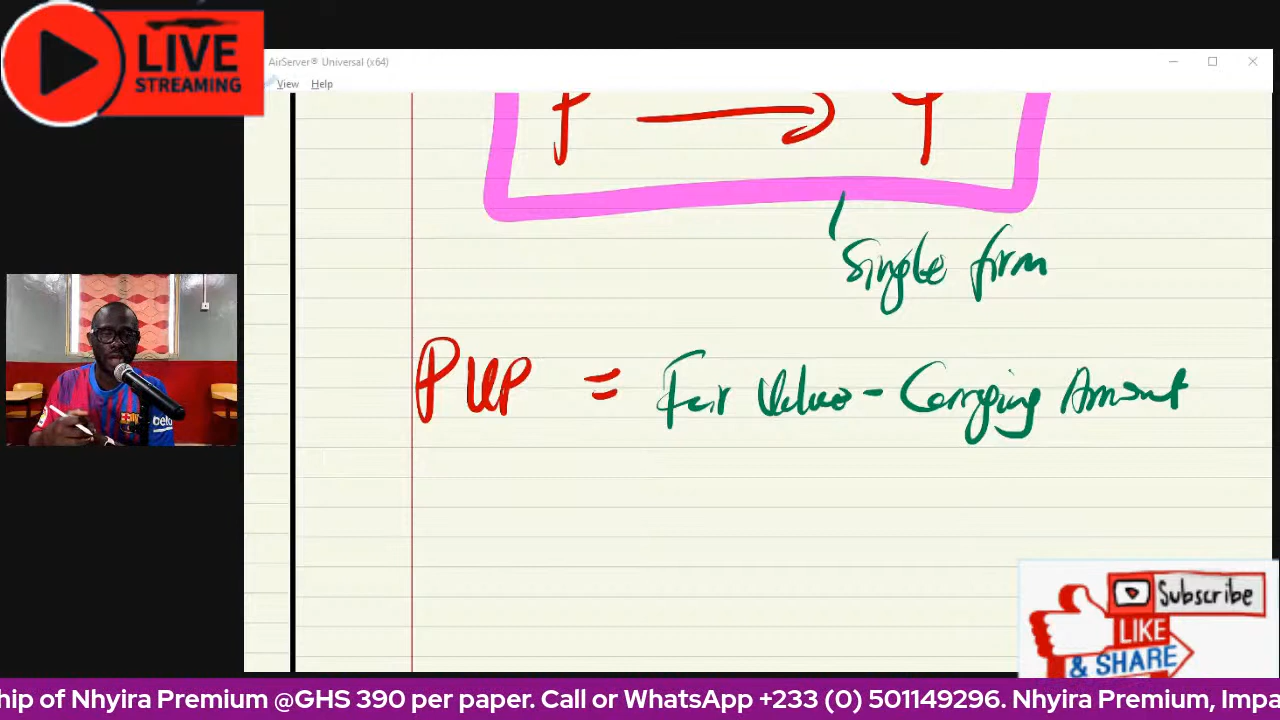 LIVE
STREAMING
AirServer® Universal (x64)
View Help
P → Y
Single firm
PUP = Fair Value - Carrying Amount
Subscribe
LIKE
& SHARE
hip of Nhyira Premium @GHS 390 per paper. Call or WhatsApp +233 (0) 501149296. Nhyira Premium, Impa